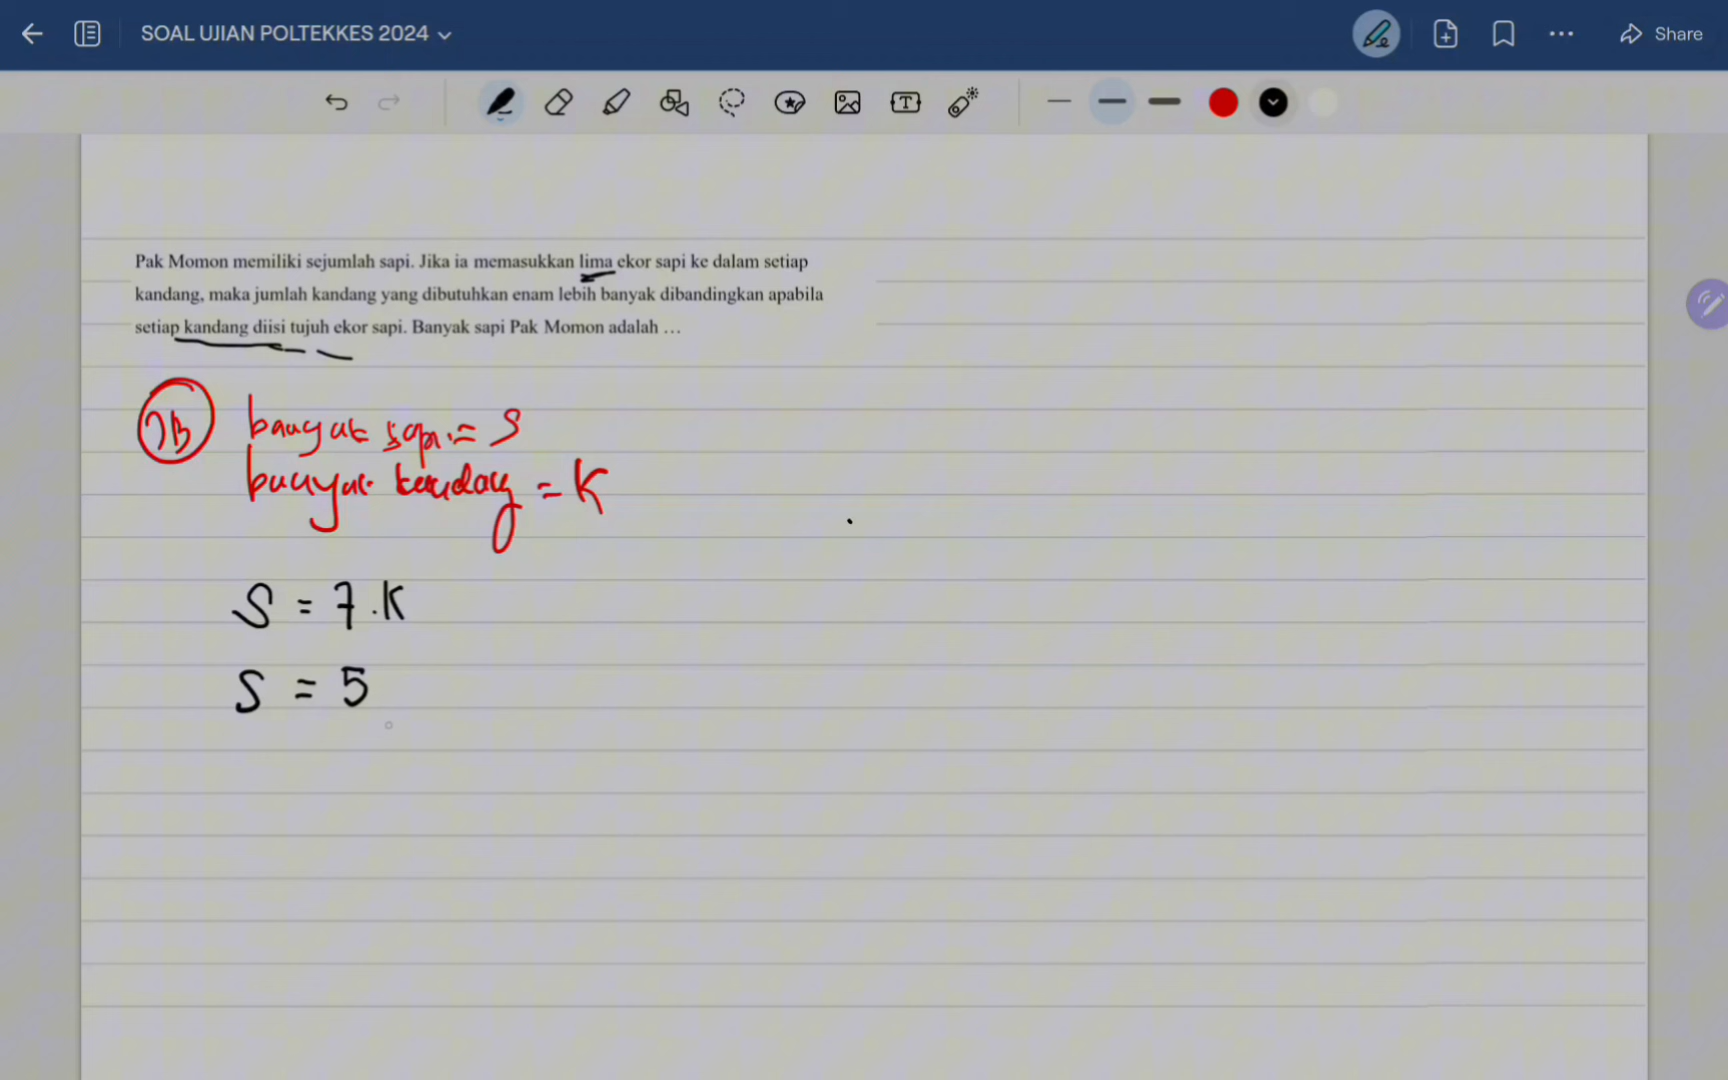 SOAL UJIAN POLTEKKES 2024
Share
Pak Momon memiliki sejumlah sapi. Jika ia memasukkan lima ekor sapi ke dalam setiap
kandang, maka jumlah kandang yang dibutuhkan enam lebih banyak dibandingkan apabila
setiap kandang diisi tujuh ekor sapi. Banyak sapi Pak Momon adalah …
banyak sapi = S
banyak kandang = K
S = 7.K
S = 5